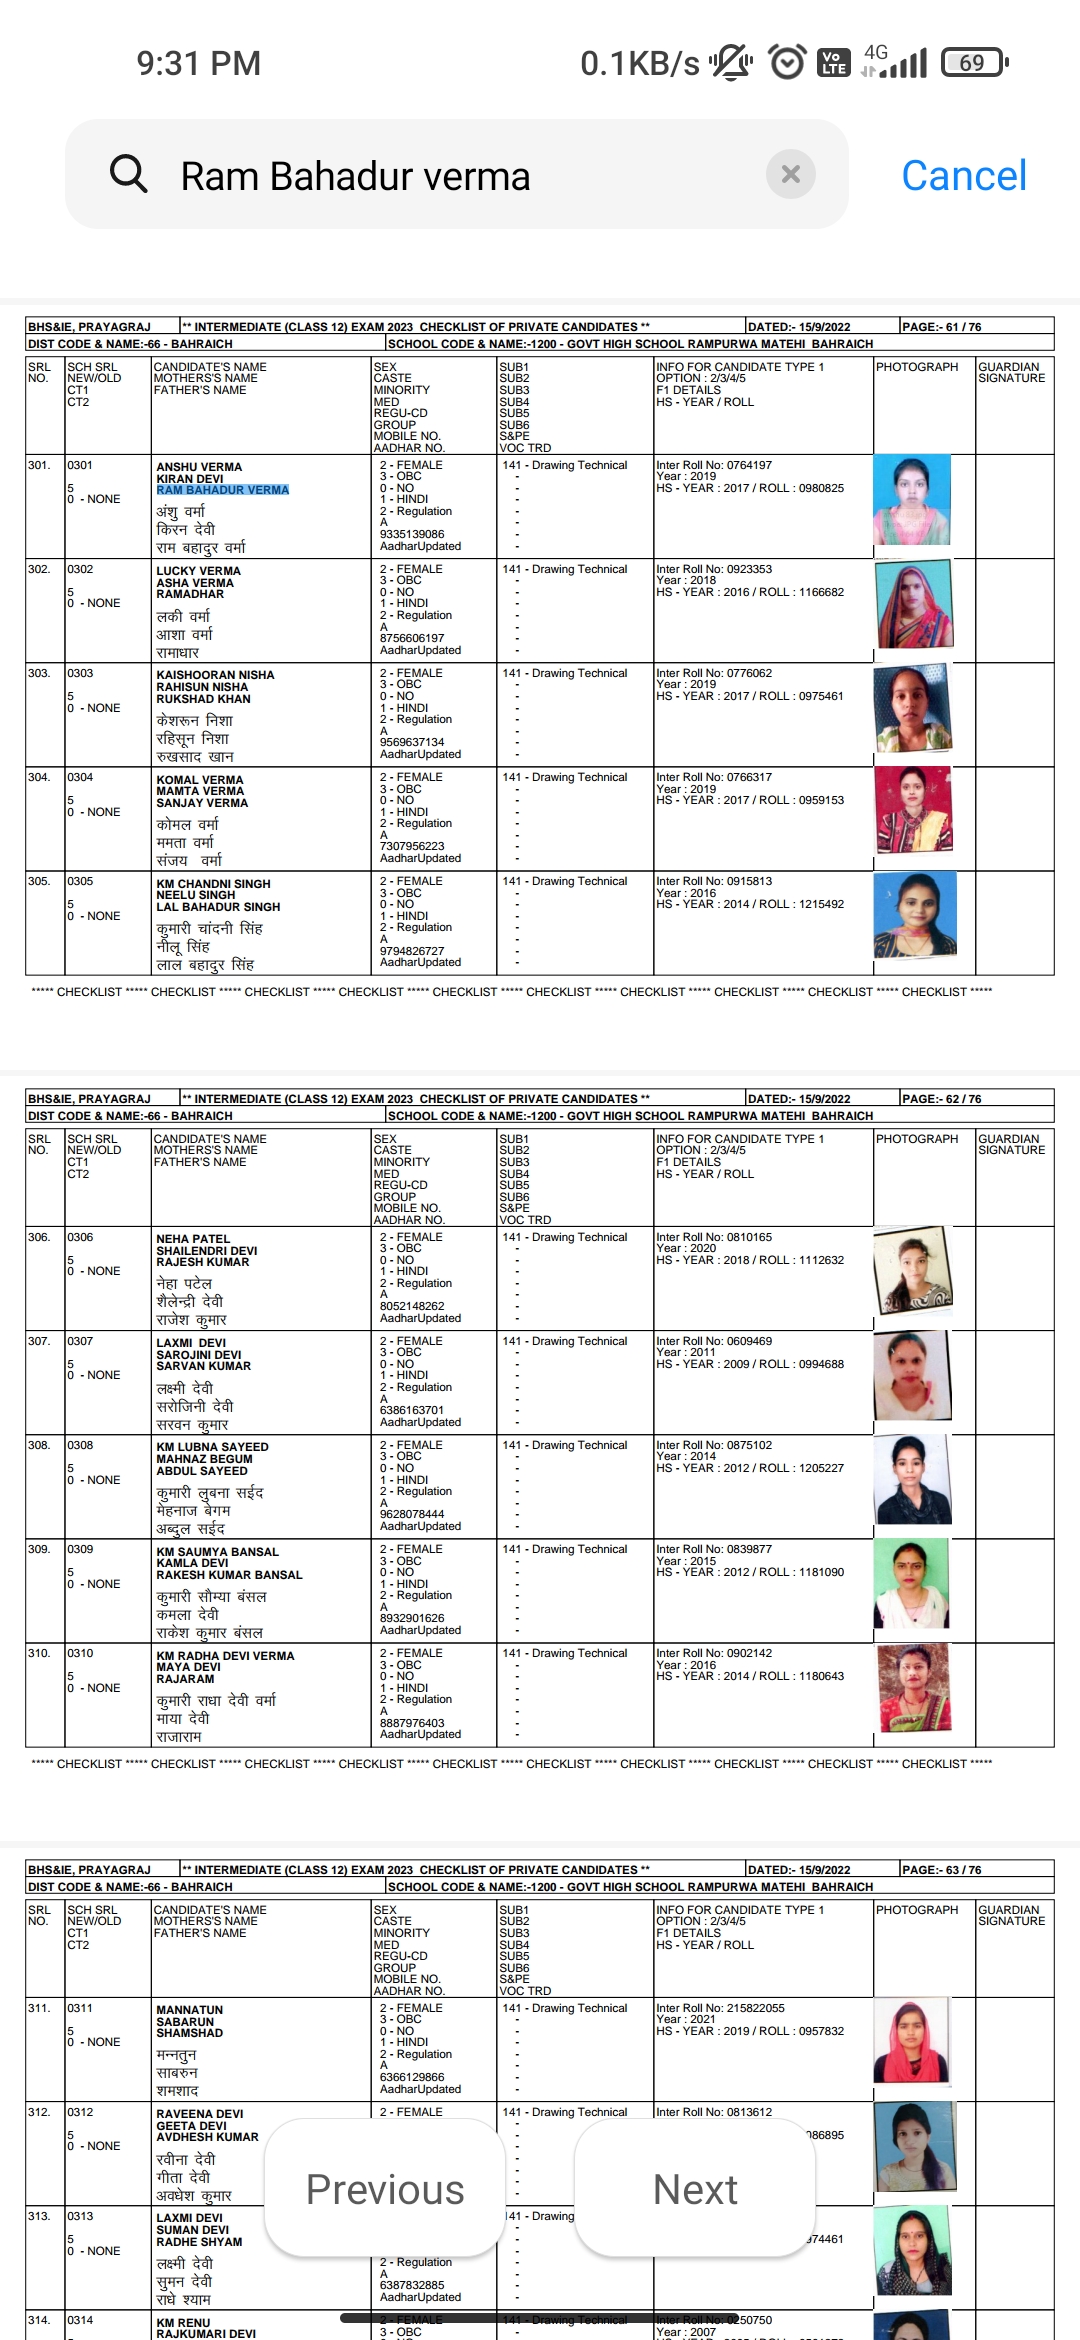 9:31 PM
0.1KB/s
Vo LTE
4G
69
Ram Bahadur verma
Cancel
BHS&IE, PRAYAGRAJ ** INTERMEDIATE (CLASS 12) EXAM 2023 CHECKLIST OF PRIVATE CANDIDATES ** DATED:- 15/9/2022 PAGE:- 61 / 76
DIST CODE & NAME:-66 - BAHRAICH SCHOOL CODE & NAME:-1200 - GOVT HIGH SCHOOL RAMPURWA MATEHI BAHRAICH
SRL SCH SRL CANDIDATE'S NAME SEX SUB1 INFO FOR CANDIDATE TYPE 1 PHOTOGRAPH GUARDIAN
NO. NEW/OLD MOTHERS'S NAME CASTE SUB2 OPTION : 2/3/4/5 SIGNATURE
CT1 FATHER'S NAME MINORITY SUB3 F1 DETAILS
CT2 MED SUB4 HS - YEAR / ROLL
REGU-CD SUB5
GROUP SUB6
MOBILE NO. S&PE
AADHAR NO. VOC TRD
301. 0301 ANSHU VERMA 2 - FEMALE 141 - Drawing Technical Inter Roll No: 0764197
KIRAN DEVI 3 - OBC - Year : 2019
5 RAM BAHADUR VERMA 0 - NO - HS - YEAR : 2017 / ROLL : 0980825
0 - NONE 1 - HINDI -
अंशु वर्मा 2 - Regulation -
किरन देवी A -
राम बहादुर वर्मा 9335139086 -
AadharUpdated -
302. 0302 LUCKY VERMA 2 - FEMALE 141 - Drawing Technical Inter Roll No: 0923353
ASHA VERMA 3 - OBC - Year : 2018
5 RAMADHAR 0 - NO - HS - YEAR : 2016 / ROLL : 1166682
0 - NONE 1 - HINDI -
लकी वर्मा 2 - Regulation -
आशा वर्मा A -
रामाधार 8756606197 -
AadharUpdated -
303. 0303 KAISHOORAN NISHA 2 - FEMALE 141 - Drawing Technical Inter Roll No: 0776062
RAHISUN NISHA 3 - OBC - Year : 2019
5 RUKSHAD KHAN 0 - NO - HS - YEAR : 2017 / ROLL : 0975461
0 - NONE 1 - HINDI -
केशरून निशा 2 - Regulation -
रहिसून निशा A -
रुखसाद खान 9569637134 -
AadharUpdated -
304. 0304 KOMAL VERMA 2 - FEMALE 141 - Drawing Technical Inter Roll No: 0766317
MAMTA VERMA 3 - OBC - Year : 2019
5 SANJAY VERMA 0 - NO - HS - YEAR : 2017 / ROLL : 0959153
0 - NONE 1 - HINDI -
कोमल वर्मा 2 - Regulation -
ममता वर्मा A -
संजय वर्मा 7307956223 -
AadharUpdated -
305. 0305 KM CHANDNI SINGH 2 - FEMALE 141 - Drawing Technical Inter Roll No: 0915813
NEELU SINGH 3 - OBC - Year : 2016
5 LAL BAHADUR SINGH 0 - NO - HS - YEAR : 2014 / ROLL : 1215492
0 - NONE 1 - HINDI -
कुमारी चांदनी सिंह 2 - Regulation -
नीलू सिंह A -
लाल बहादुर सिंह 9794826727 -
AadharUpdated -
***** CHECKLIST ***** CHECKLIST ***** CHECKLIST ***** CHECKLIST ***** CHECKLIST ***** CHECKLIST ***** CHECKLIST ***** CHECKLIST ***** CHECKLIST ***** CHECKLIST *****
BHS&IE, PRAYAGRAJ ** INTERMEDIATE (CLASS 12) EXAM 2023 CHECKLIST OF PRIVATE CANDIDATES ** DATED:- 15/9/2022 PAGE:- 62 / 76
DIST CODE & NAME:-66 - BAHRAICH SCHOOL CODE & NAME:-1200 - GOVT HIGH SCHOOL RAMPURWA MATEHI BAHRAICH
SRL SCH SRL CANDIDATE'S NAME SEX SUB1 INFO FOR CANDIDATE TYPE 1 PHOTOGRAPH GUARDIAN
NO. NEW/OLD MOTHERS'S NAME CASTE SUB2 OPTION : 2/3/4/5 SIGNATURE
CT1 FATHER'S NAME MINORITY SUB3 F1 DETAILS
CT2 MED SUB4 HS - YEAR / ROLL
REGU-CD SUB5
GROUP SUB6
MOBILE NO. S&PE
AADHAR NO. VOC TRD
306. 0306 NEHA PATEL 2 - FEMALE 141 - Drawing Technical Inter Roll No: 0810165
SHAILENDRI DEVI 3 - OBC - Year : 2020
5 RAJESH KUMAR 0 - NO - HS - YEAR : 2018 / ROLL : 1112632
0 - NONE 1 - HINDI -
नेहा पटेल 2 - Regulation -
शैलेन्द्री देवी A -
राजेश कुमार 8052148262 -
AadharUpdated -
307. 0307 LAXMI DEVI 2 - FEMALE 141 - Drawing Technical Inter Roll No: 0609469
SAROJINI DEVI 3 - OBC - Year : 2011
5 SARVAN KUMAR 0 - NO - HS - YEAR : 2009 / ROLL : 0994688
0 - NONE 1 - HINDI -
लक्ष्मी देवी 2 - Regulation -
सरोजिनी देवी A -
सरवन कुमार 6386163701 -
AadharUpdated -
308. 0308 KM LUBNA SAYEED 2 - FEMALE 141 - Drawing Technical Inter Roll No: 0875102
MAHNAZ BEGUM 3 - OBC - Year : 2014
5 ABDUL SAYEED 0 - NO - HS - YEAR : 2012 / ROLL : 1205227
0 - NONE 1 - HINDI -
कुमारी लुबना सईद 2 - Regulation -
मेहनाज बेगम A -
अब्दुल सईद 9628078444 -
AadharUpdated -
309. 0309 KM SAUMYA BANSAL 2 - FEMALE 141 - Drawing Technical Inter Roll No: 0839877
KAMLA DEVI 3 - OBC - Year : 2015
5 RAKESH KUMAR BANSAL 0 - NO - HS - YEAR : 2012 / ROLL : 1181090
0 - NONE 1 - HINDI -
कुमारी सौम्या बंसल 2 - Regulation -
कमला देवी A -
राकेश कुमार बंसल 8932901626 -
AadharUpdated -
310. 0310 KM RADHA DEVI VERMA 2 - FEMALE 141 - Drawing Technical Inter Roll No: 0902142
MAYA DEVI 3 - OBC - Year : 2016
5 RAJARAM 0 - NO - HS - YEAR : 2014 / ROLL : 1180643
0 - NONE 1 - HINDI -
कुमारी राधा देवी वर्मा 2 - Regulation -
माया देवी A -
राजाराम 8887976403 -
AadharUpdated -
***** CHECKLIST ***** CHECKLIST ***** CHECKLIST ***** CHECKLIST ***** CHECKLIST ***** CHECKLIST ***** CHECKLIST ***** CHECKLIST ***** CHECKLIST ***** CHECKLIST *****
BHS&IE, PRAYAGRAJ ** INTERMEDIATE (CLASS 12) EXAM 2023 CHECKLIST OF PRIVATE CANDIDATES ** DATED:- 15/9/2022 PAGE:- 63 / 76
DIST CODE & NAME:-66 - BAHRAICH SCHOOL CODE & NAME:-1200 - GOVT HIGH SCHOOL RAMPURWA MATEHI BAHRAICH
SRL SCH SRL CANDIDATE'S NAME SEX SUB1 INFO FOR CANDIDATE TYPE 1 PHOTOGRAPH GUARDIAN
NO. NEW/OLD MOTHERS'S NAME CASTE SUB2 OPTION : 2/3/4/5 SIGNATURE
CT1 FATHER'S NAME MINORITY SUB3 F1 DETAILS
CT2 MED SUB4 HS - YEAR / ROLL
REGU-CD SUB5
GROUP SUB6
MOBILE NO. S&PE
AADHAR NO. VOC TRD
311. 0311 MANNATUN 2 - FEMALE 141 - Drawing Technical Inter Roll No: 215822055
SABARUN 3 - OBC - Year : 2021
5 SHAMSHAD 0 - NO - HS - YEAR : 2019 / ROLL : 0957832
0 - NONE 1 - HINDI -
मन्नतुन 2 - Regulation -
साबरुन A -
शमशाद 6366129866 -
AadharUpdated -
312. 0312 RAVEENA DEVI 2 - FEMALE 141 - Drawing Technical Inter Roll No: 0813612
GEETA DEVI
5 AVDHESH KUMAR 086895
0 - NONE
रवीना देवी
गीता देवी
अवधेश कुमार
Previous Next
313. 0313 LAXMI DEVI 141 - Drawing
SUMAN DEVI
5 RADHE SHYAM 974461
0 - NONE
लक्ष्मी देवी 2 - Regulation -
सुमन देवी A -
राधे श्याम 6387832885 -
AadharUpdated -
314. 0314 KM RENU 2 - FEMALE 141 - Drawing Technical Inter Roll No: 0250750
RAJKUMARI DEVI 3 - OBC - Year : 2007